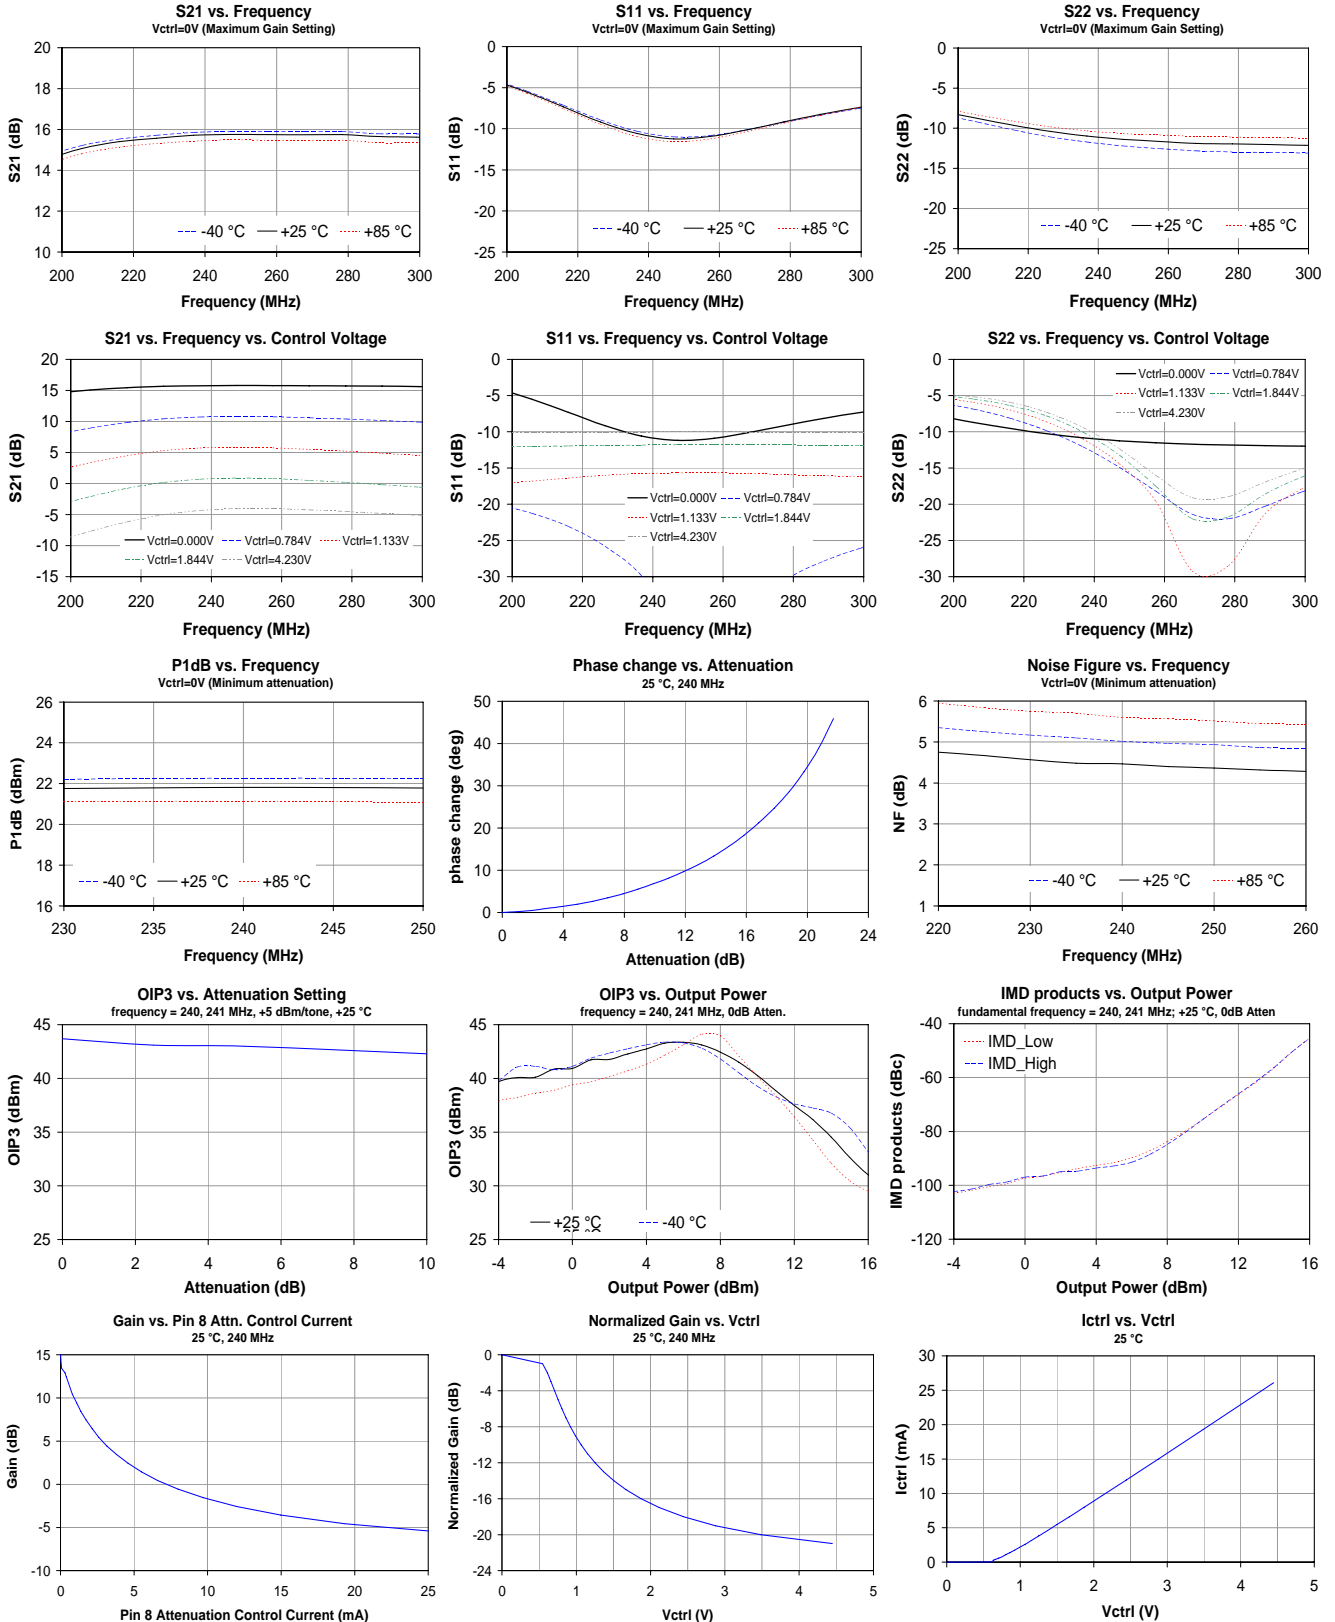 S21 vs. Frequency
Vctrl=0V (Maximum Gain Setting)
20
18
16
14
12
10
S21 (dB)
-40 °C +25 °C +85 °C
200 220 240 260 280 300
Frequency (MHz)
S11 vs. Frequency
Vctrl=0V (Maximum Gain Setting)
0
-5
-10
-15
-20
-25
S11 (dB)
-40 °C +25 °C +85 °C
200 220 240 260 280 300
Frequency (MHz)
S22 vs. Frequency
Vctrl=0V (Maximum Gain Setting)
0
-5
-10
-15
-20
-25
S22 (dB)
-40 °C +25 °C +85 °C
200 220 240 260 280 300
Frequency (MHz)
S21 vs. Frequency vs. Control Voltage
20
15
10
5
0
-5
-10
-15
S21 (dB)
Vctrl=0.000V Vctrl=0.784V Vctrl=1.133V
Vctrl=1.844V Vctrl=4.230V
200 220 240 260 280 300
Frequency (MHz)
S11 vs. Frequency vs. Control Voltage
0
-5
-10
-15
-20
-25
-30
S11 (dB)
Vctrl=0.000V Vctrl=0.784V
Vctrl=1.133V Vctrl=1.844V
Vctrl=4.230V
200 220 240 260 280 300
Frequency (MHz)
S22 vs. Frequency vs. Control Voltage
0
-5
-10
-15
-20
-25
-30
S22 (dB)
Vctrl=0.000V Vctrl=0.784V
Vctrl=1.133V Vctrl=1.844V
Vctrl=4.230V
200 220 240 260 280 300
Frequency (MHz)
P1dB vs. Frequency
Vctrl=0V (Minimum attenuation)
26
24
22
20
18
16
P1dB (dBm)
-40 °C +25 °C +85 °C
230 235 240 245 250
Frequency (MHz)
Phase change vs. Attenuation
25 °C, 240 MHz
50
40
30
20
10
0
phase change (deg)
0 4 8 12 16 20 24
Attenuation (dB)
Noise Figure vs. Frequency
Vctrl=0V (Minimum attenuation)
6
5
4
3
2
1
NF (dB)
-40 °C +25 °C +85 °C
220 230 240 250 260
Frequency (MHz)
OIP3 vs. Attenuation Setting
frequency = 240, 241 MHz, +5 dBm/tone, +25 °C
45
40
35
30
25
OIP3 (dBm)
0 2 4 6 8 10
Attenuation (dB)
OIP3 vs. Output Power
frequency = 240, 241 MHz, 0dB Atten.
45
40
35
30
25
OIP3 (dBm)
+25 °C -40 °C
-4 0 4 8 12 16
Output Power (dBm)
IMD products vs. Output Power
fundamental frequency = 240, 241 MHz; +25 °C, 0dB Atten
-40
-60
-80
-100
-120
IMD products (dBc)
IMD_Low
IMD_High
-4 0 4 8 12 16
Output Power (dBm)
Gain vs. Pin 8 Attn. Control Current
25 °C, 240 MHz
15
10
5
0
-5
-10
Gain (dB)
0 5 10 15 20 25
Pin 8 Attenuation Control Current (mA)
Normalized Gain vs. Vctrl
25 °C, 240 MHz
0
-4
-8
-12
-16
-20
-24
Normalized Gain (dB)
0 1 2 3 4 5
Vctrl (V)
Ictrl vs. Vctrl
25 °C
30
25
20
15
10
5
0
Ictrl (mA)
0 1 2 3 4 5
Vctrl (V)